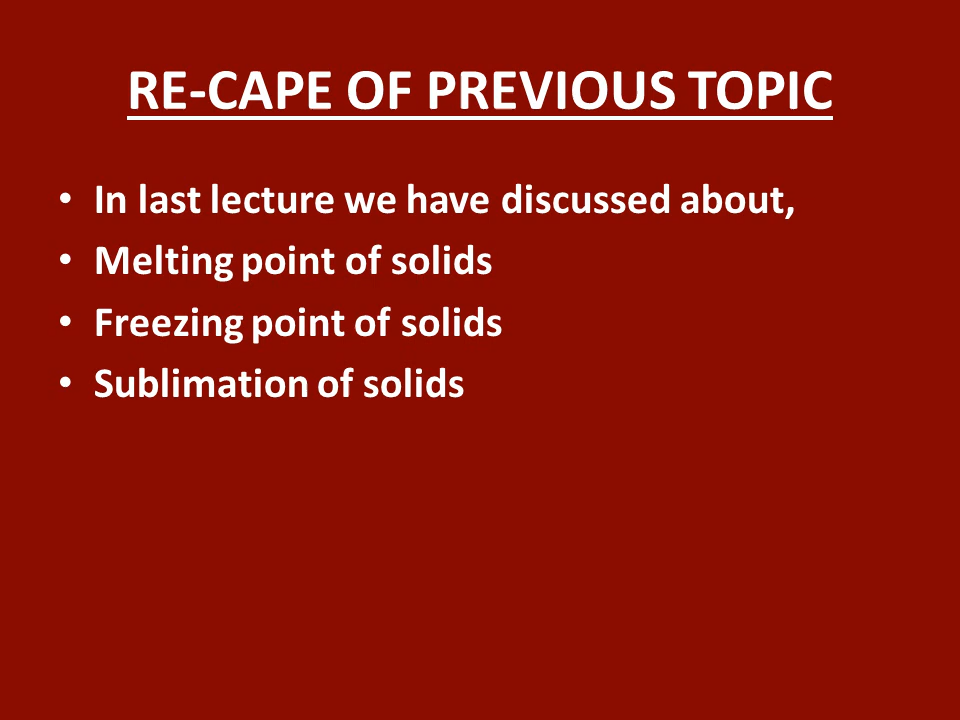 RE-CAPE OF PREVIOUS TOPIC
• In last lecture we have discussed about,
• Melting point of solids
• Freezing point of solids
• Sublimation of solids